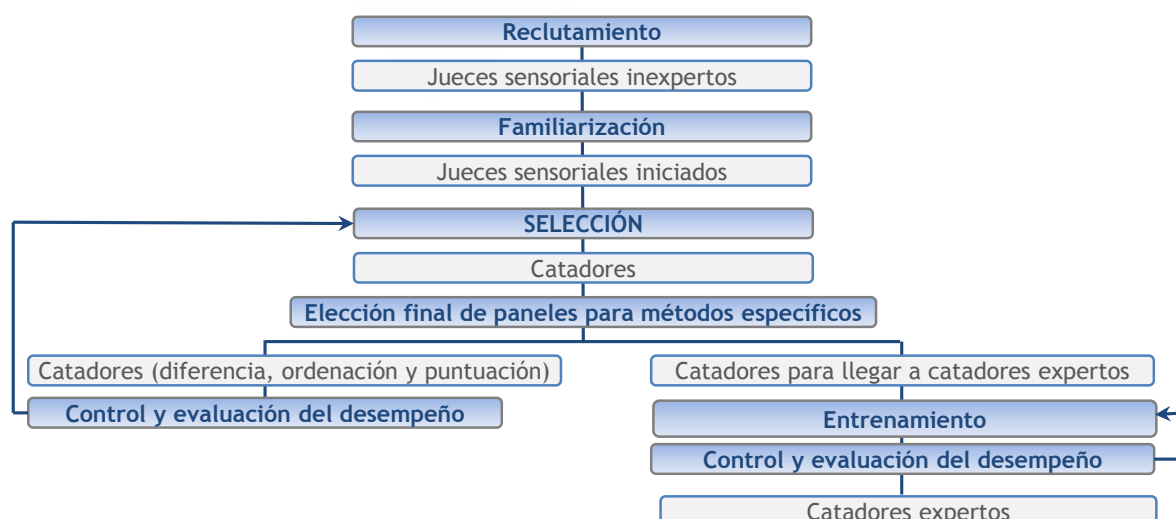 Reclutamiento
Jueces sensoriales inexpertos
Familiarización
Jueces sensoriales iniciados
SELECCIÓN
Catadores
Elección final de paneles para métodos específicos
Catadores (diferencia, ordenación y puntuación)
Control y evaluación del desempeño
Catadores para llegar a catadores expertos
Entrenamiento
Control y evaluación del desempeño
Catadores expertos